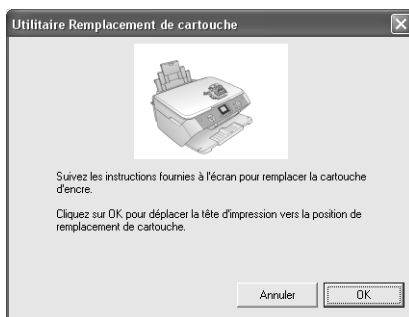 Utilitaire Remplacement de cartouche
Suivez les instructions fournies à l'écran pour remplacer la cartouche
d'encre.
Cliquez sur OK pour déplacer la tête d'impression vers la position de
remplacement de cartouche.
Annuler
OK